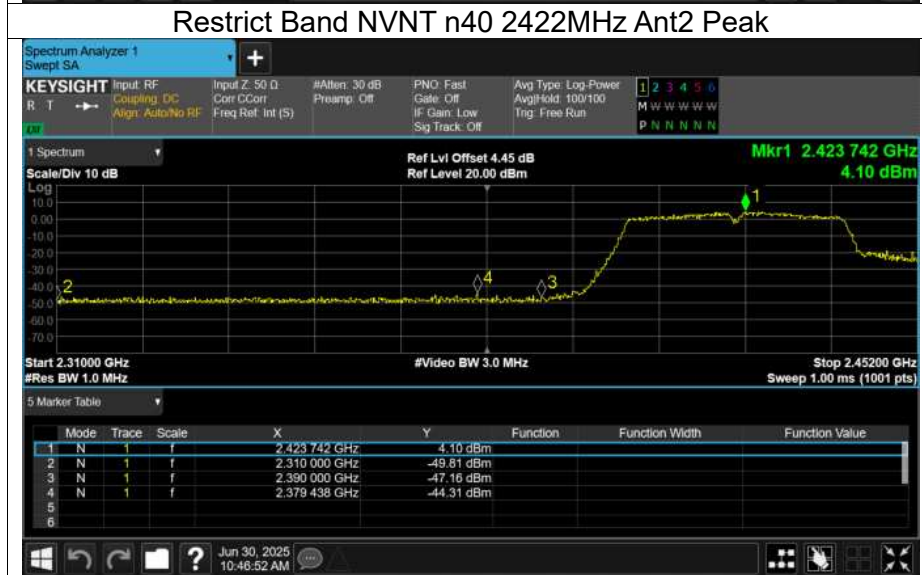 Restrict Band NVNT n40 2422MHz Ant2 Peak
Spectrum Analyzer 1
Swept SA
+
KEYSIGHT Input: RF Input Z: 50 Ω #Atten: 30 dB PNO: Fast Avg Type: Log-Power 1 2 3 4 5 6
R T Coupling: DC Corr CCorr Preamp: Off Gate: Off Avg|Hold: 100/100 M W W W W W
Align: Auto/No RF Freq Ref: Int (S) IF Gain: Low Trig: Free Run
Sig Track: Off P N N N N N
1 Spectrum Ref Lvl Offset 4.45 dB Mkr1 2.423 742 GHz
Scale/Div 10 dB Ref Level 20.00 dBm 4.10 dBm
Log
10.0
0.00
-10.0
-20.0
-30.0
-40.0
-50.0
-60.0
-70.0
1
2
4
3
Start 2.31000 GHz #Video BW 3.0 MHz Stop 2.45200 GHz
#Res BW 1.0 MHz Sweep 1.00 ms (1001 pts)
5 Marker Table
Mode Trace Scale X Y Function Function Width Function Value
1 N 1 f 2.423 742 GHz 4.10 dBm
2 N 1 f 2.310 000 GHz -49.81 dBm
3 N 1 f 2.390 000 GHz -47.16 dBm
4 N 1 f 2.379 438 GHz -44.31 dBm
5
6
? Jun 30, 2025
10:46:52 AM